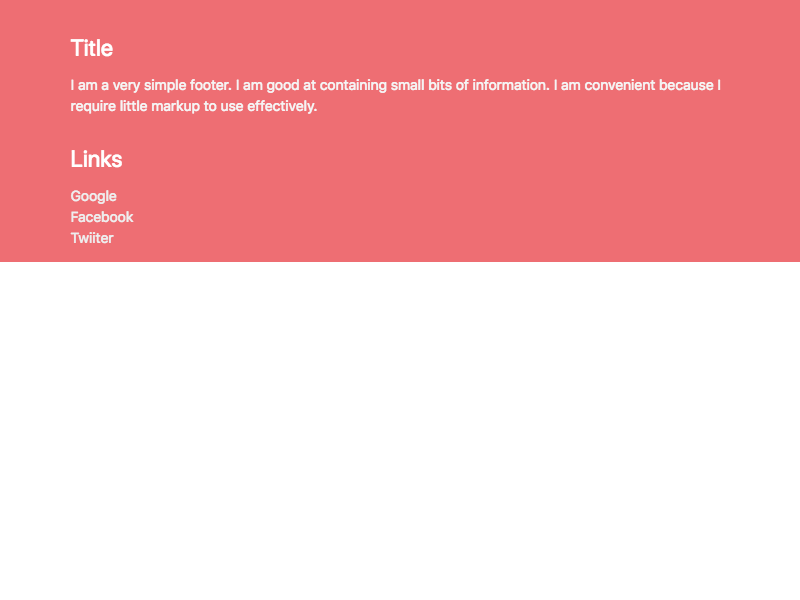 Title
I am a very simple footer. I am good at containing small bits of information. I am convenient because I
require little markup to use effectively.
Links
Google
Facebook
Twiiter